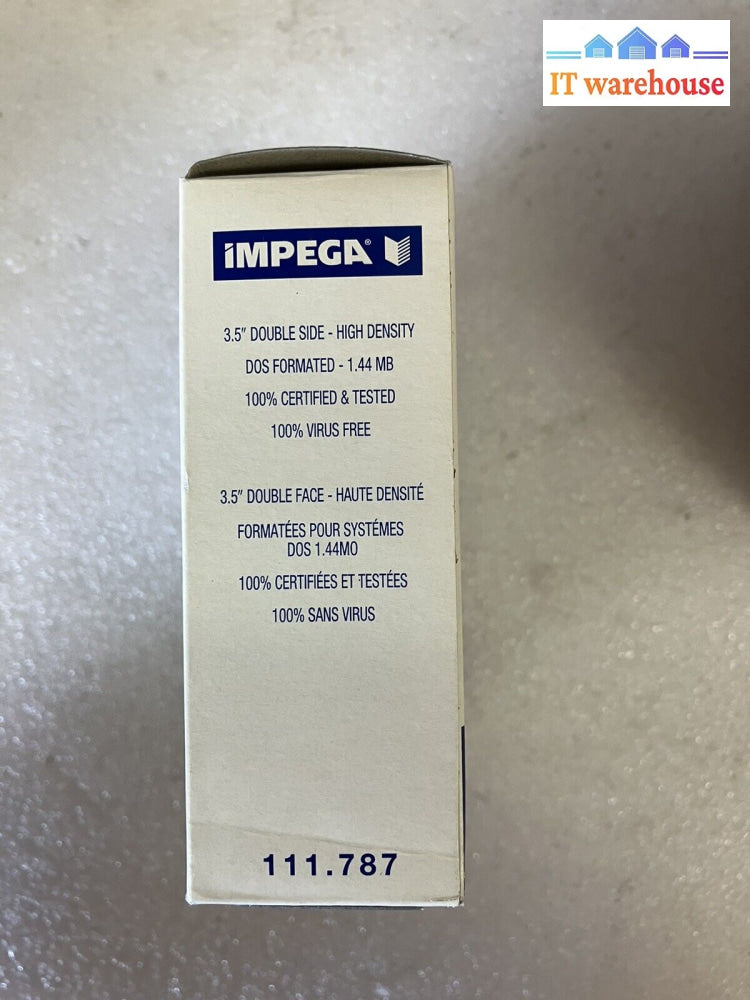 IT warehouse
iMPEGA®
3.5" DOUBLE SIDE - HIGH DENSITY
DOS FORMATED - 1.44 MB
100% CERTIFIED & TESTED
100% VIRUS FREE
3.5" DOUBLE FACE - HAUTE DENSITÉ
FORMATÉES POUR SYSTÉMES
DOS 1.44MO
100% CERTIFIÉES ET TESTÉES
100% SANS VIRUS
111.787